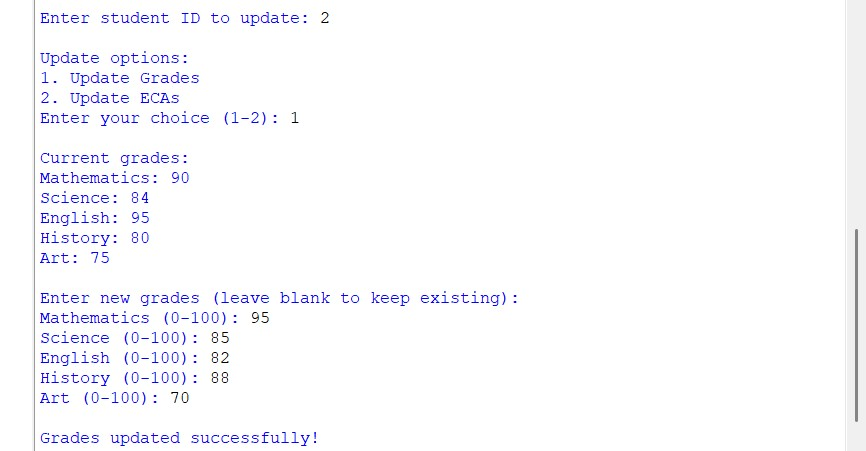 Enter student ID to update: 2
Update options:
1. Update Grades
2. Update ECAs
Enter your choice (1-2): 1
Current grades:
Mathematics: 90
Science: 84
English: 95
History: 80
Art: 75
Enter new grades (leave blank to keep existing):
Mathematics (0-100): 95
Science (0-100): 85
English (0-100): 82
History (0-100): 88
Art (0-100): 70
Grades updated successfully!